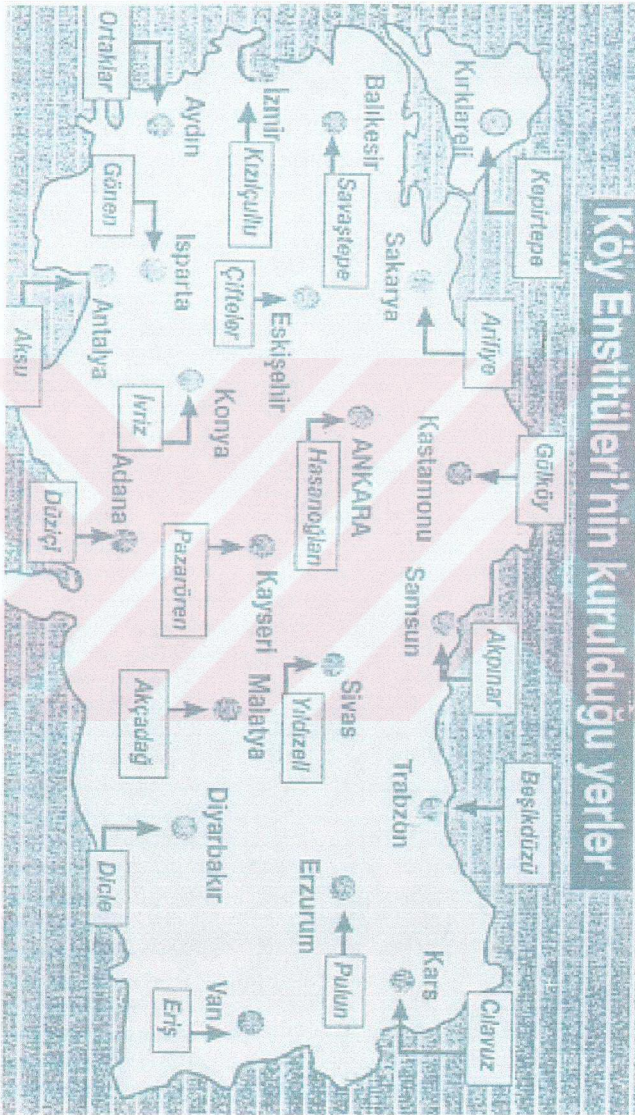 Köy Enstitüleri'nin kurulduğu yerler
Kepirtepe
Kırklareli
Arifiye
Sakarya
Gölköy
Kastamonu
Akpınar
Samsun
Beşikdüzü
Trabzon
Cılavuz
Kars
Balıkesir
Savaştepe
Eskişehir
Çifteler
ANKARA
Hasanoğlan
Sivas
Yıldızeli
Erzurum
Pulur
İzmir
Kızılçullu
Konya
İvriz
Kayseri
Pazarören
Malatya
Akçadağ
Diyarbakır
Dicle
Van
Eriş
Aydın
Ortaklar
Isparta
Gönen
Antalya
Aksu
Adana
Düziçi